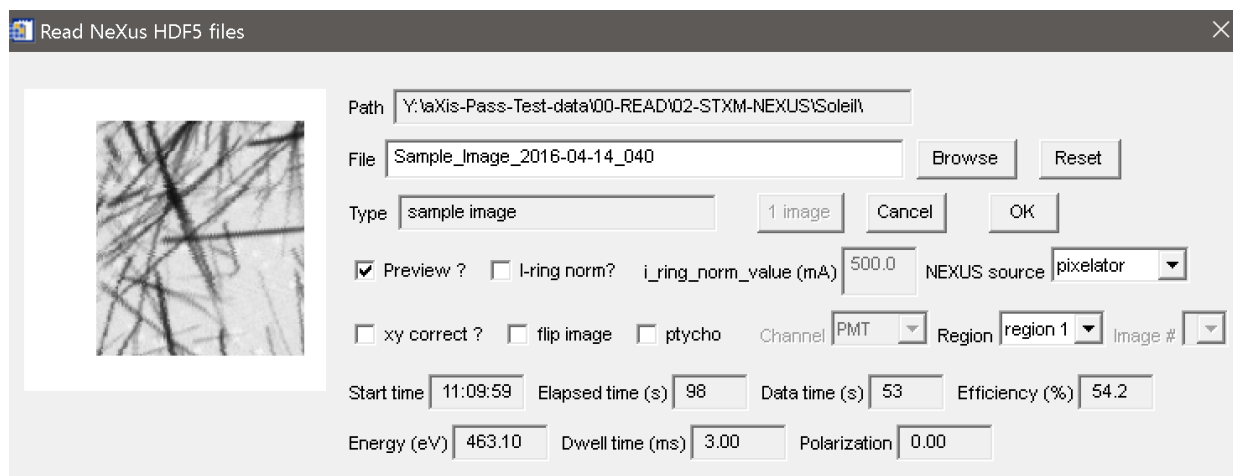 Read NeXus HDF5 files
Path Y:\aXis-Pass-Test-data\00-READ\02-STXM-NEXUS\Soleil\
File Sample_Image_2016-04-14_040 Browse Reset
Type sample image 1 image Cancel OK
Preview ? I-ring norm? i_ring_norm_value (mA) 500.0 NEXUS source pixelator
xy correct ? flip image ptycho Channel PMT Region region 1 Image #
Start time 11:09:59 Elapsed time (s) 98 Data time (s) 53 Efficiency (%) 54.2
Energy (eV) 463.10 Dwell time (ms) 3.00 Polarization 0.00